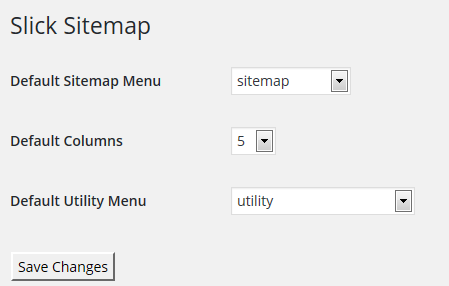 Slick Sitemap
Default Sitemap Menu sitemap
Default Columns 5
Default Utility Menu utility
Save Changes